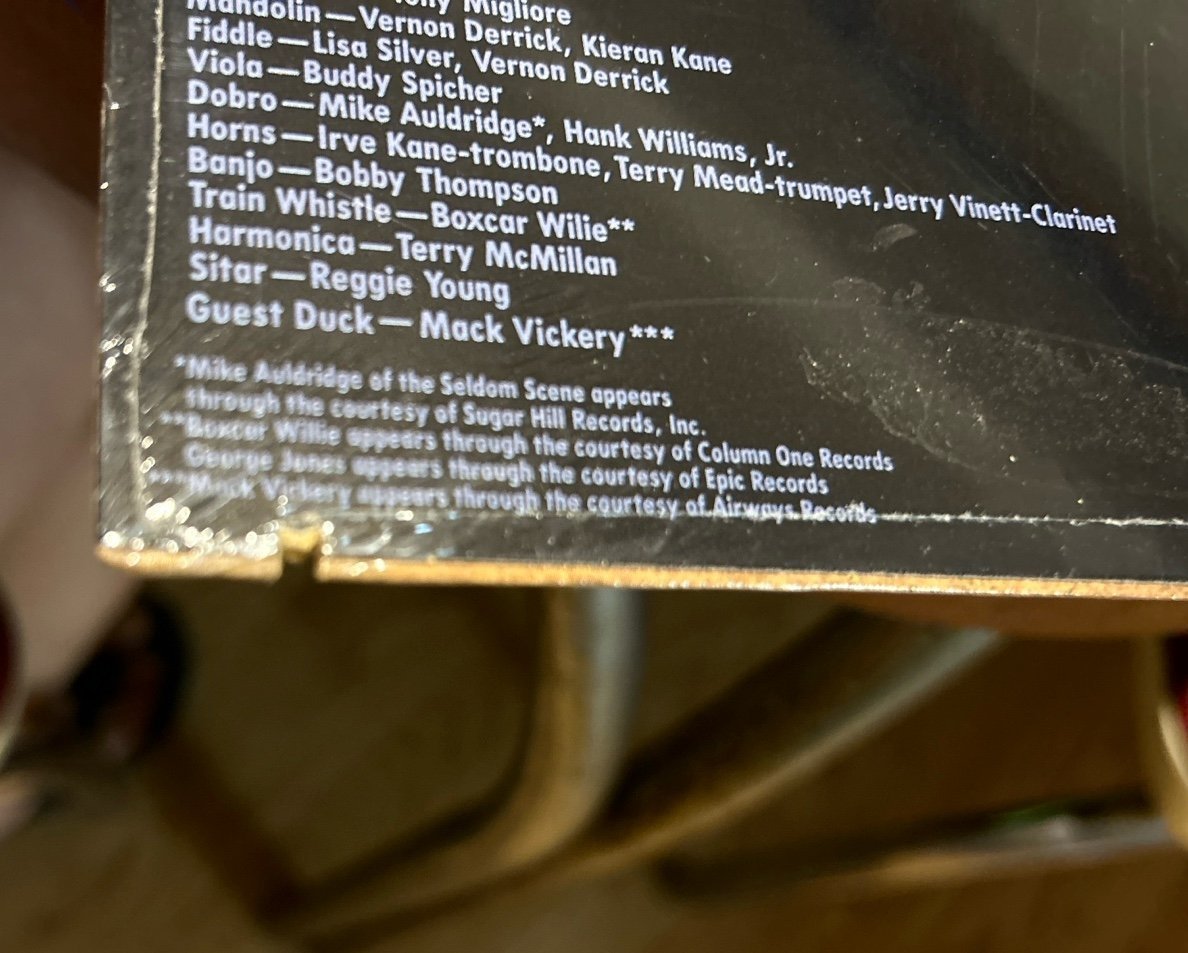 Migliore
Mandolin—Vernon Derrick, Kieran Kane
Fiddle—Lisa Silver, Vernon Derrick
Viola—Buddy Spicher
Dobro—Mike Auldridge*, Hank Williams, Jr.
Horns—Irve Kane-trombone, Terry Mead-trumpet, Jerry Vinett-Clarinet
Banjo—Bobby Thompson
Train Whistle—Boxcar Wilie**
Harmonica—Terry McMillan
Sitar—Reggie Young
Guest Duck—Mack Vickery***
*Mike Auldridge of the Seldom Scene appears
through the courtesy of Sugar Hill Records, Inc.
**Boxcar Willie appears through the courtesy of Column One Records
George Jones appears through the courtesy of Epic Records
***Mack Vickery appears through the courtesy of Airways Records